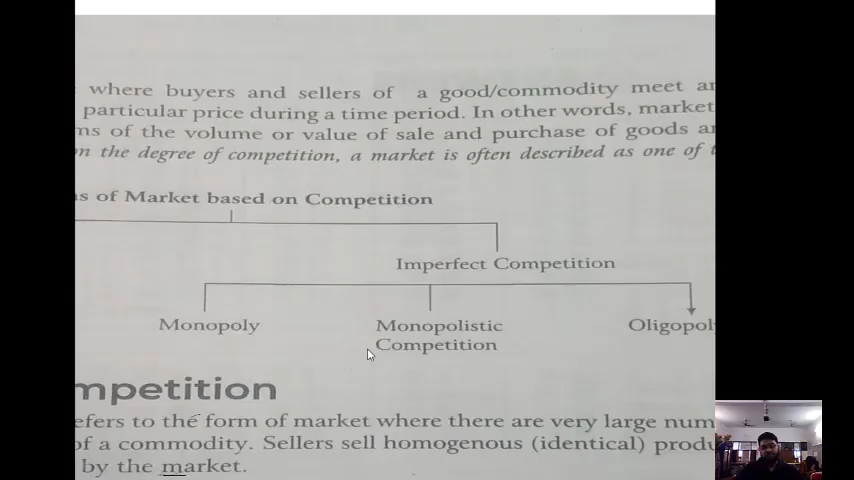 where buyers and sellers of a good/commodity meet
particular price during a time period. In other words, market
of the volume or value of sale and purchase of goods
the degree of competition, a market is often described as one of
of Market based on Competition
Imperfect Competition
Monopoly
Monopolistic
Competition
Oligopol
mpetition
efers to the form of market where there are very large num
of a commodity. Sellers sell homogenous (identical) produ
by the market.